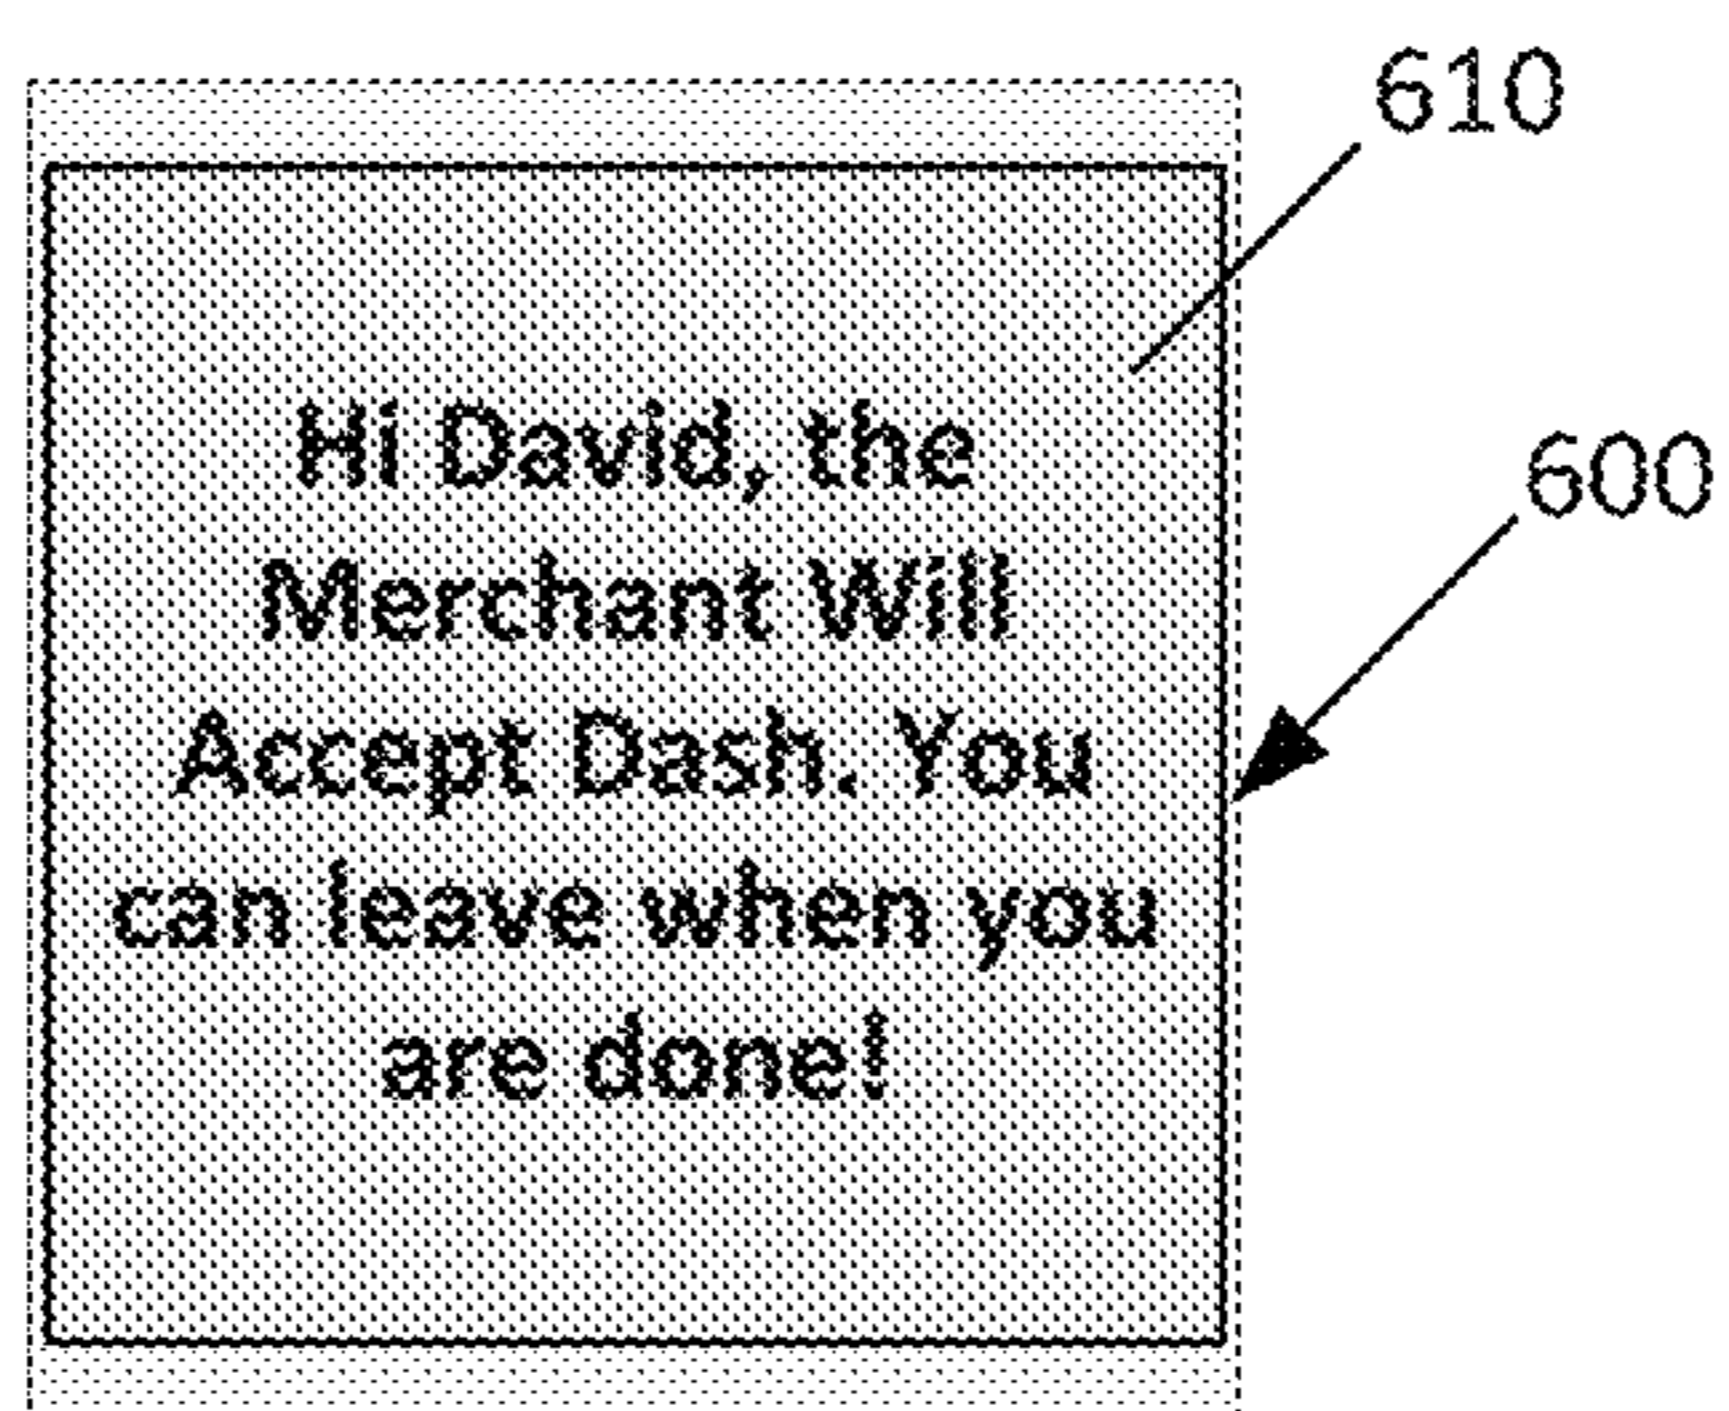 610
Hi David, the
600
Merchant Will
Accept Dash. You
can leave when you
are done!